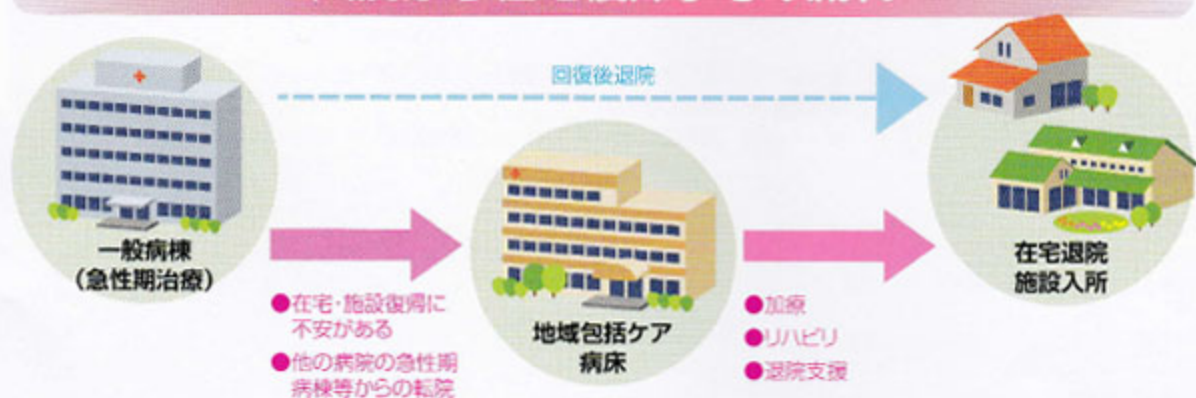 回復後退院
一般病棟
(急性期治療)
●在宅・施設復帰に
不安がある
●他の病院の急性期
病棟等からの転院
地域包括ケア
病床
●加療
●リハビリ
●退院支援
在宅退院
施設入所